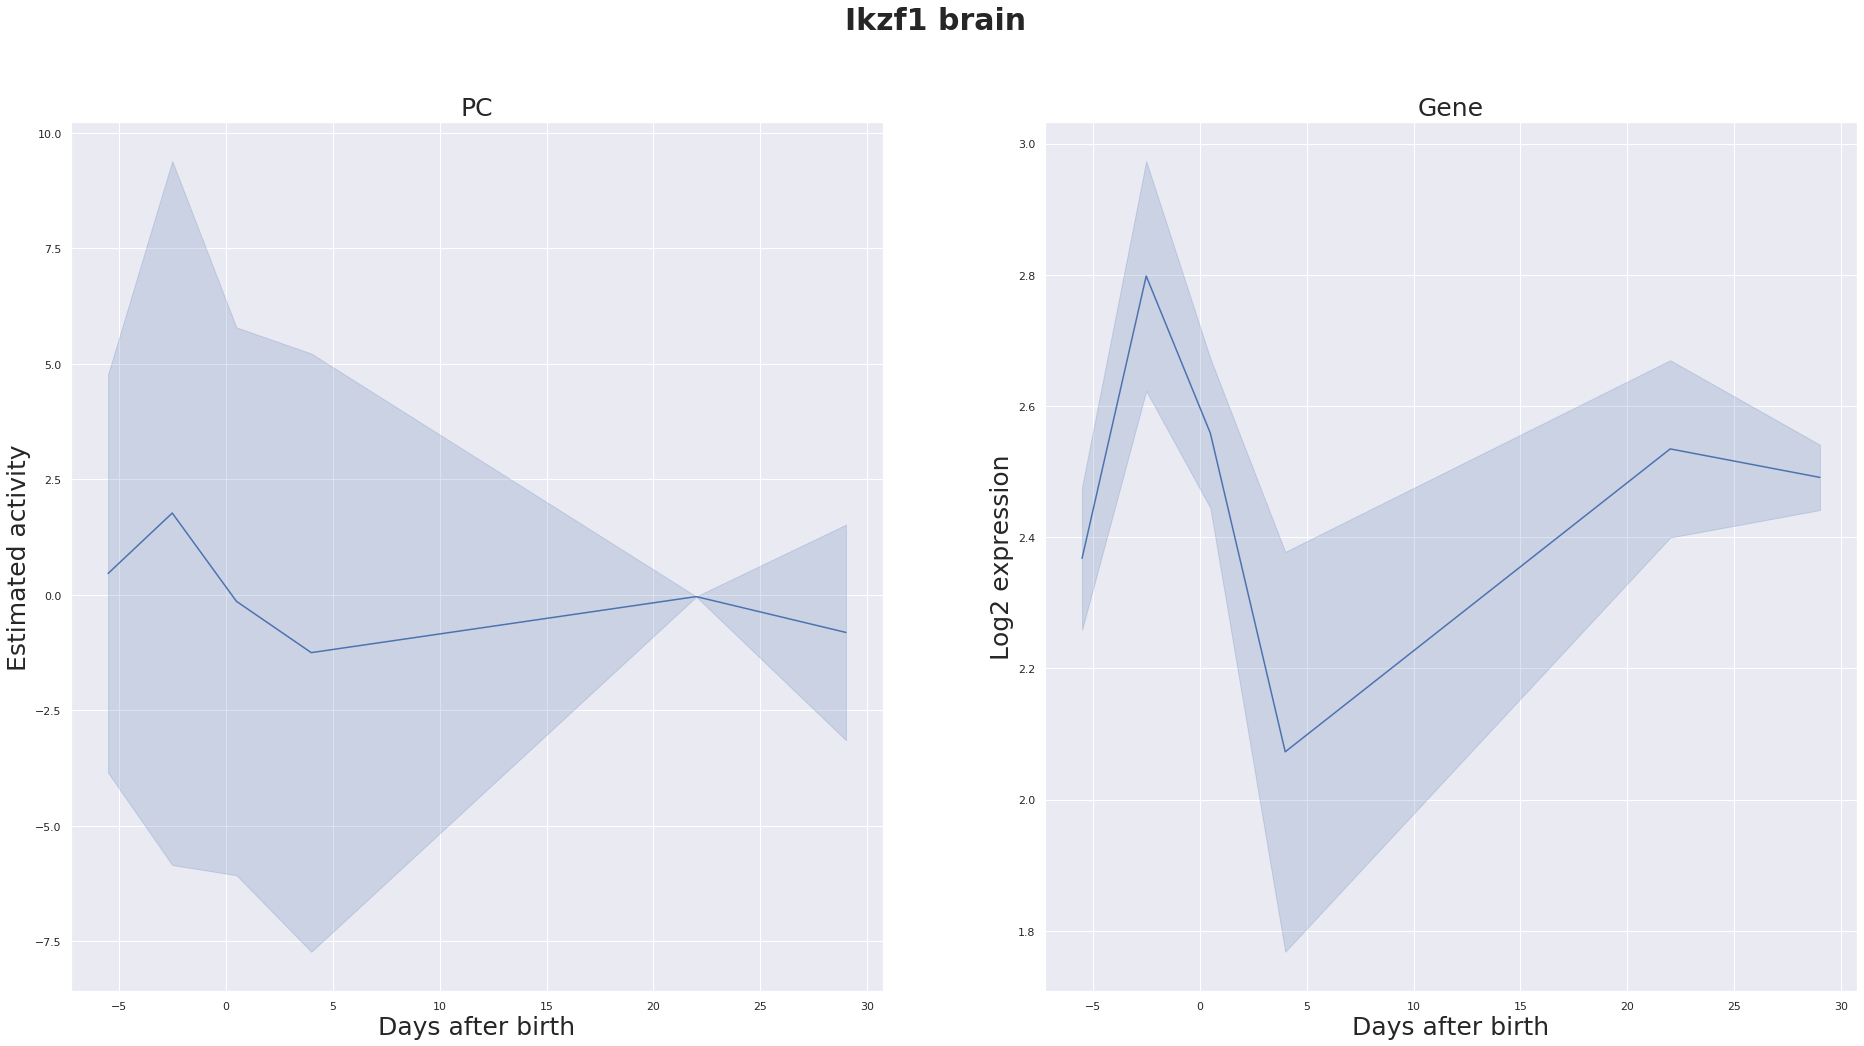 Ikzf1 brain
PC
Estimated activity
10.0
7.5
5.0
2.5
0.0
−2.5
−5.0
−7.5
−5 0 5 10 15 20 25 30
Days after birth
Gene
Log2 expression
3.0
2.8
2.6
2.4
2.2
2.0
1.8
−5 0 5 10 15 20 25 30
Days after birth